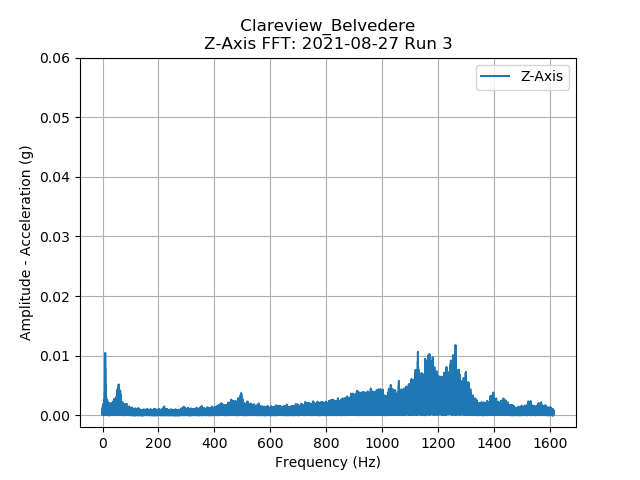 Clareview_Belvedere
Z-Axis FFT: 2021-08-27 Run 3
Z-Axis
0.06
0.05
0.04
0.03
0.02
0.01
0.00
Amplitude - Acceleration (g)
0 200 400 600 800 1000 1200 1400 1600
Frequency (Hz)